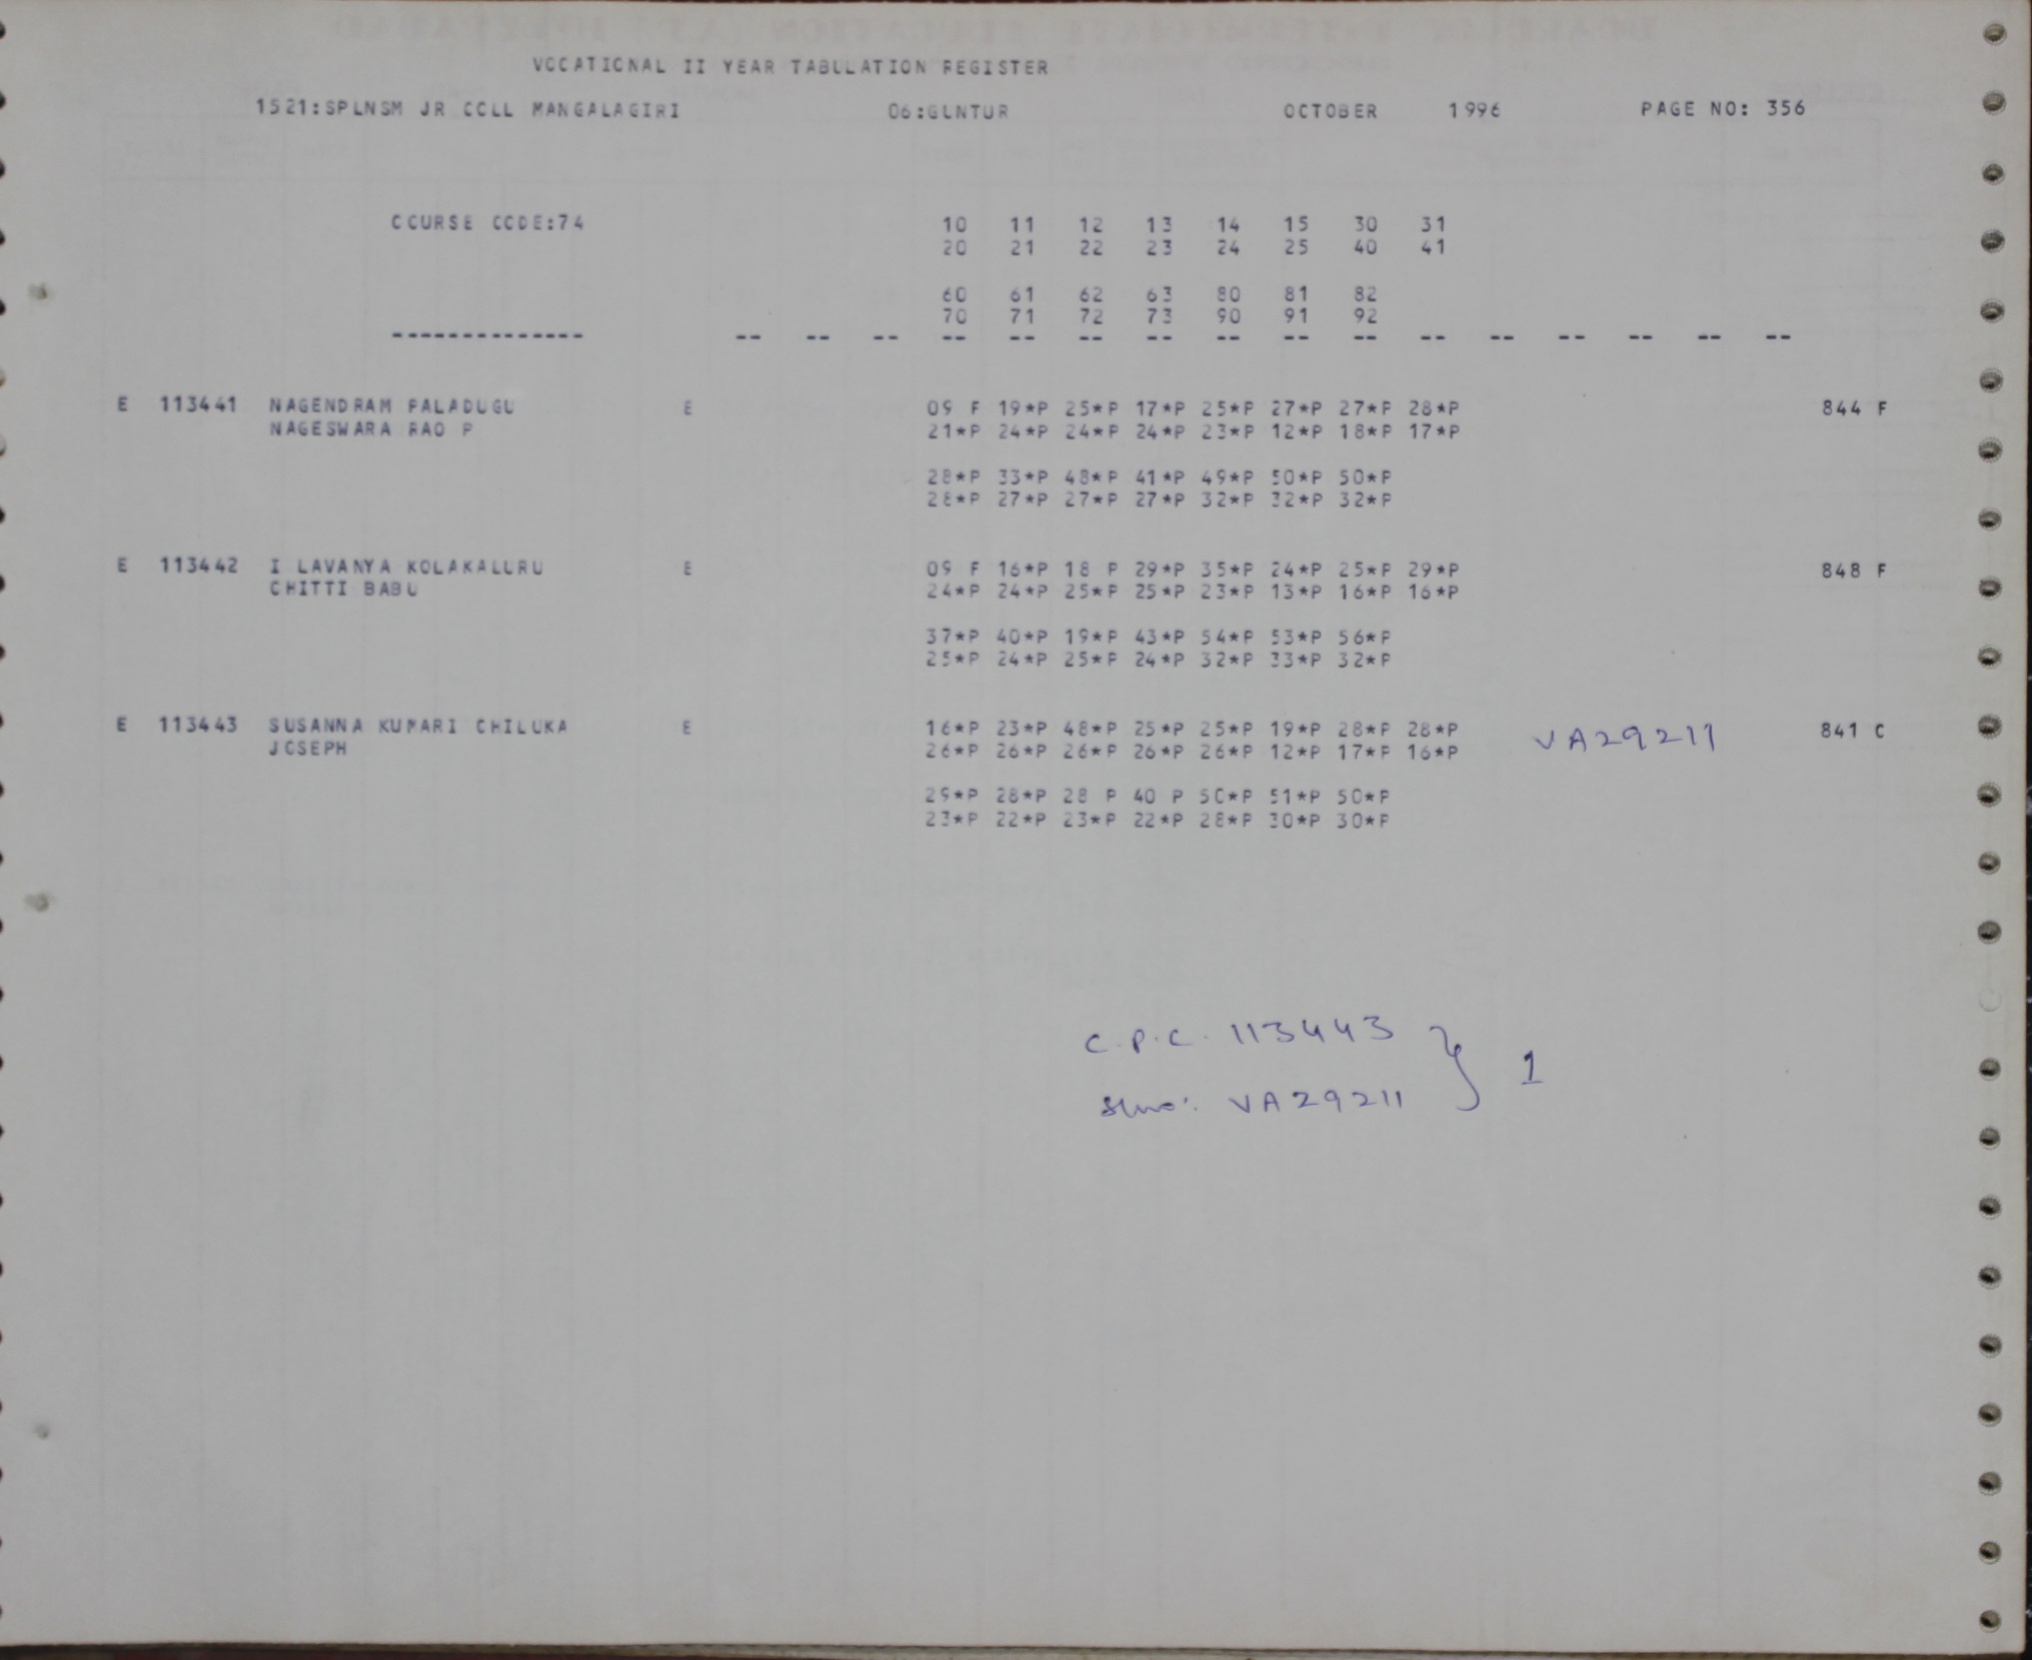 VOCATIONAL II YEAR TABULATION REGISTER
1521:SPLNSM JR COLL MANGALAGIRI 06:GUNTUR OCTOBER 1996 PAGE NO: 356
COURSE CODE:74 10 11 12 13 14 15 30 31
20 21 22 23 24 25 40 41
60 61 62 63 80 81 82
70 71 72 73 90 91 92
-------------- -- -- -- -- -- -- -- -- -- -- -- -- -- -- -- --
E 113441 NAGENDRAM PALADUGU E 09 F 19*P 25*P 17*P 25*P 27*P 27*P 28*P 844 F
NAGESWARA RAO P 21*P 24*P 24*P 24*P 23*P 12*P 18*P 17*P
28*P 33*P 48*P 41*P 49*P 50*P 50*P
28*P 27*P 27*P 27*P 32*P 32*P 32*P
E 113442 I LAVANYA KOLAKALURU E 09 F 16*P 18 P 29*P 35*P 24*P 25*P 29*P 848 F
CHITTI BABU 24*P 24*P 25*P 25*P 23*P 13*P 16*P 16*P
37*P 40*P 19*P 43*P 54*P 53*P 56*P
25*P 24*P 25*P 24*P 32*P 33*P 32*P
E 113443 SUSANNA KUMARI CHILUKA E 16*P 23*P 48*P 25*P 25*P 19*P 28*P 28*P VA29211 841 C
JOSEPH 26*P 26*P 26*P 26*P 26*P 12*P 17*P 16*P
29*P 28*P 28 P 40 P 50*P 51*P 50*P
23*P 22*P 23*P 22*P 28*P 30*P 30*P
C.P.C. 113443 } 1
Slno: VA29211